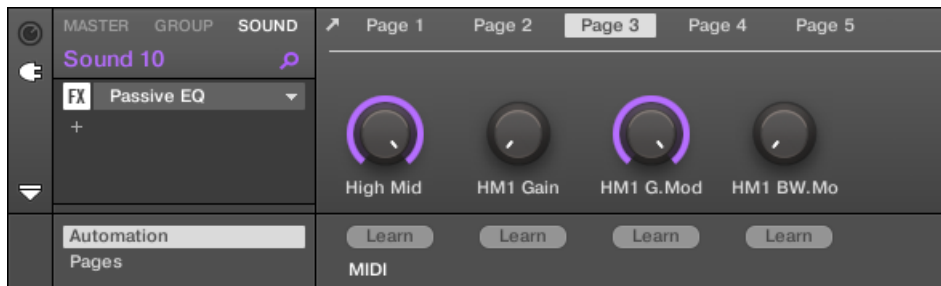 MASTER GROUP SOUND
Sound 10
FX Passive EQ
+
Automation
Pages
Page 1 Page 2 Page 3 Page 4 Page 5
High Mid HM1 Gain HM1 G.Mod HM1 BW.Mo
Learn Learn Learn Learn
MIDI